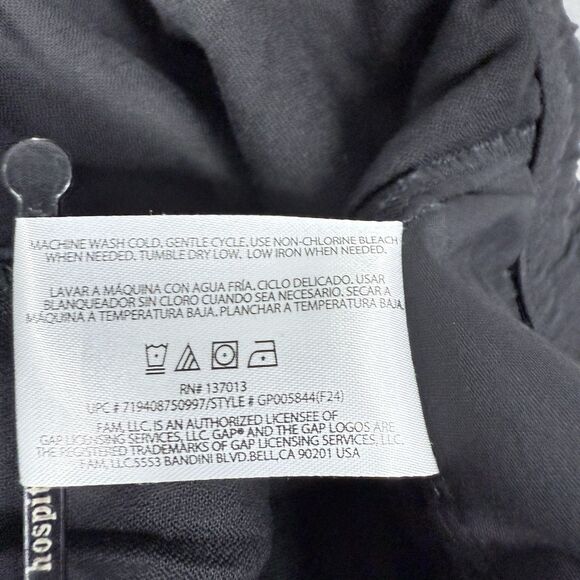 MACHINE WASH COLD, GENTLE CYCLE, USE NON-CHLORINE BLEACH
WHEN NEEDED. TUMBLE DRY LOW. LOW IRON WHEN NEEDED.
LAVAR A MÁQUINA CON AGUA FRÍA, CICLO DELICADO. USAR
BLANQUEADOR SIN CLORO CUANDO SEA NECESARIO. SECAR A
MÁQUINA A TEMPERATURA BAJA. PLANCHAR A TEMPERATURA BAJA.
RN# 137013
UPC # 719408750997/STYLE # GP005844(F24)
FAM, LLC, IS AN AUTHORIZED LICENSEE OF
GAP LICENSING SERVICES, LLC. GAP® AND THE GAP LOGOS ARE
THE REGISTERED TRADEMARKS OF GAP LICENSING SERVICES, LLC.
FAM, LLC.5553 BANDINI BLVD.BELL,CA 90201 USA
hospi